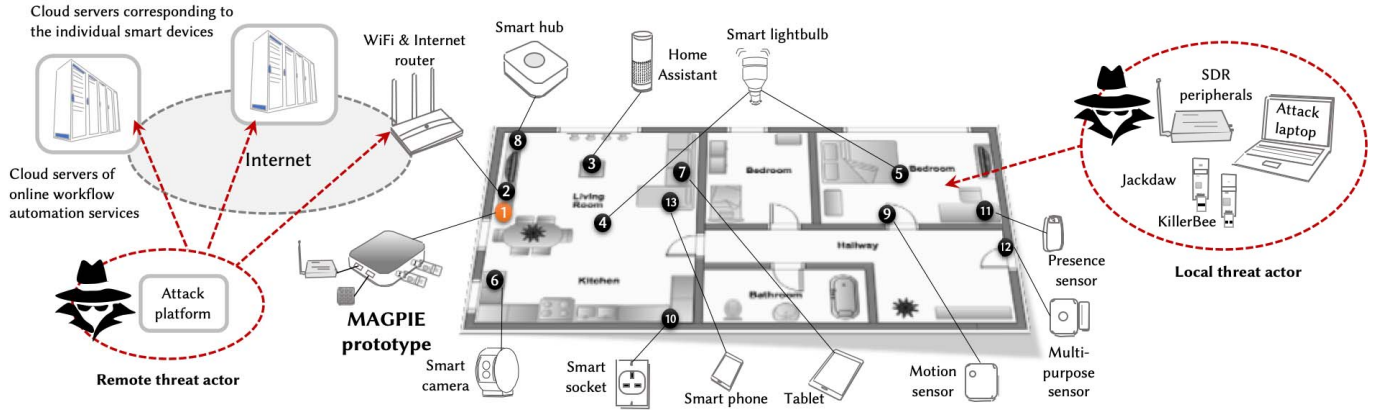 Cloud servers corresponding to
the individual smart devices
WiFi & Internet
router
Smart hub
Home
Assistant
Smart lightbulb
SDR
peripherals
Attack
laptop
Internet
Cloud servers of
online workflow
automation services
Jackdaw
KillerBee
Local threat actor
8
3
2
1
Living
Room
7
13
4
Bedroom
Bedroom
5
9
11
12
Hallway
6
Kitchen
Bathroom
10
Presence
sensor
Attack
platform
Remote threat actor
MAGPIE
prototype
Smart
camera
Smart
socket
Smart phone
Tablet
Motion
sensor
Multi-
purpose
sensor